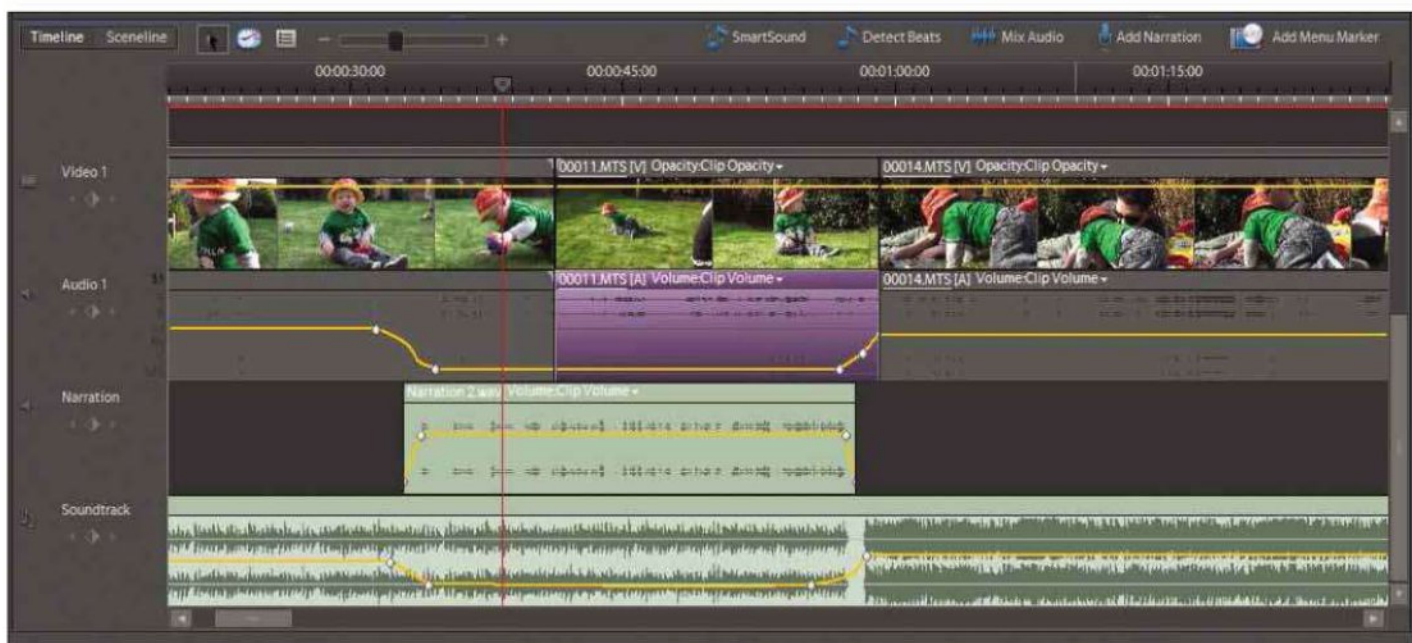 Timeline Sceneline SmartSound Detect Beats Mix Audio Add Narration Add Menu Marker
00:00:30:00 00:00:45:00 00:01:00:00 00:01:15:00
Video 1
00011.MTS [V] Opacity:Clip Opacity 00014.MTS [V] Opacity:Clip Opacity
Audio 1
00011.MTS [A] Volume:Clip Volume 00014.MTS [A] Volume:Clip Volume
Narration
Narration 2.wav Volume:Clip Volume
Soundtrack